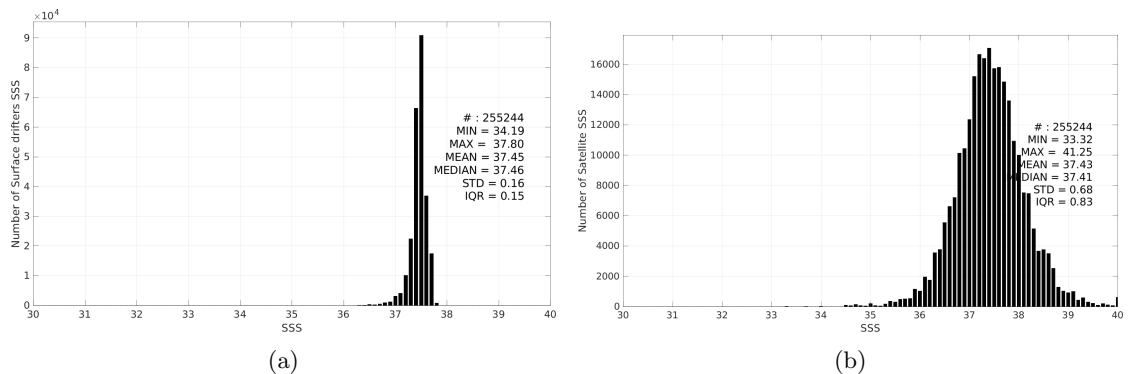 ×10⁴
9
8
7
6
5
4
3
2
1
0
Number of Surface drifters SSS
# : 255244
MIN = 34.19
MAX = 37.80
MEAN = 37.45
MEDIAN = 37.46
STD = 0.16
IQR = 0.15
30 31 32 33 34 35 36 37 38 39 40
SSS
(a)
16000
14000
12000
10000
8000
6000
4000
2000
0
Number of Satellite SSS
# : 255244
MIN = 33.32
MAX = 41.25
MEAN = 37.43
MEDIAN = 37.41
STD = 0.68
IQR = 0.83
30 31 32 33 34 35 36 37 38 39 40
SSS
(b)